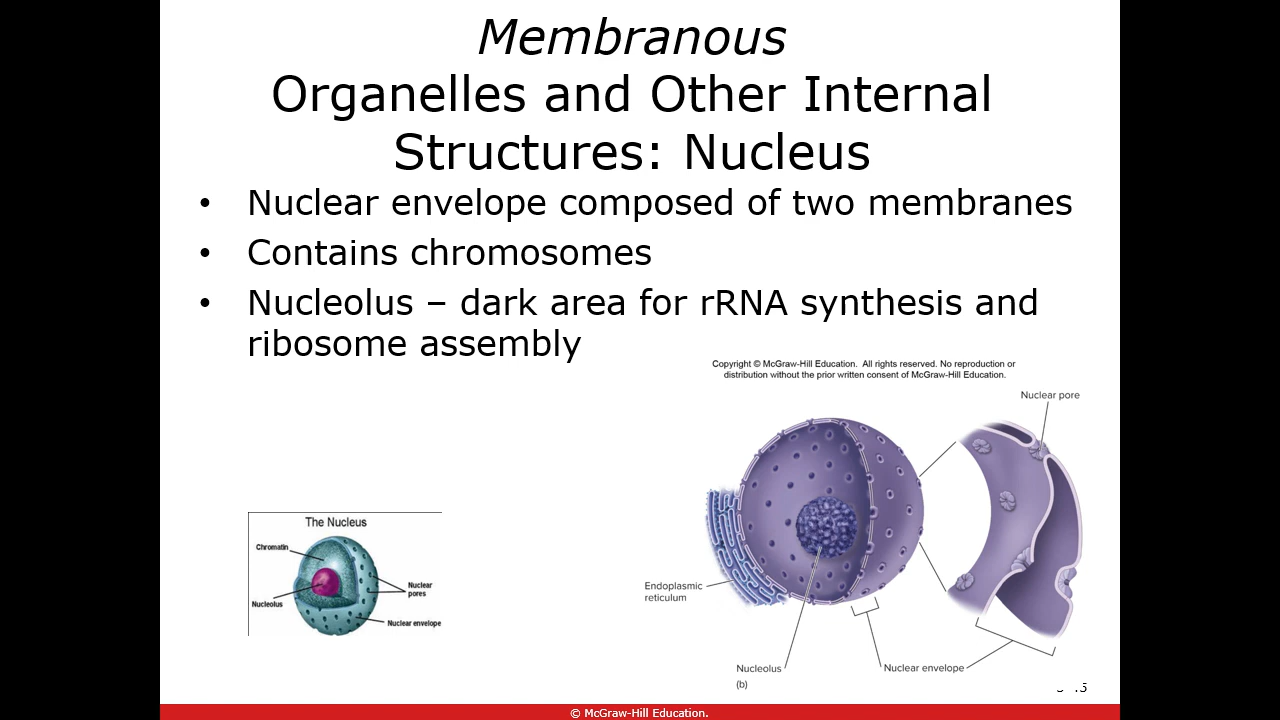 Membranous
Organelles and Other Internal
Structures: Nucleus
• Nuclear envelope composed of two membranes
• Contains chromosomes
• Nucleolus – dark area for rRNA synthesis and
ribosome assembly
Copyright © McGraw-Hill Education. All rights reserved. No reproduction or
distribution without the prior written consent of McGraw-Hill Education.
Nuclear pore
Endoplasmic
reticulum
Nucleolus
Nuclear envelope
(b)
The Nucleus
Chromatin
Nuclear
pores
Nucleolus
Nuclear envelope
© McGraw-Hill Education.